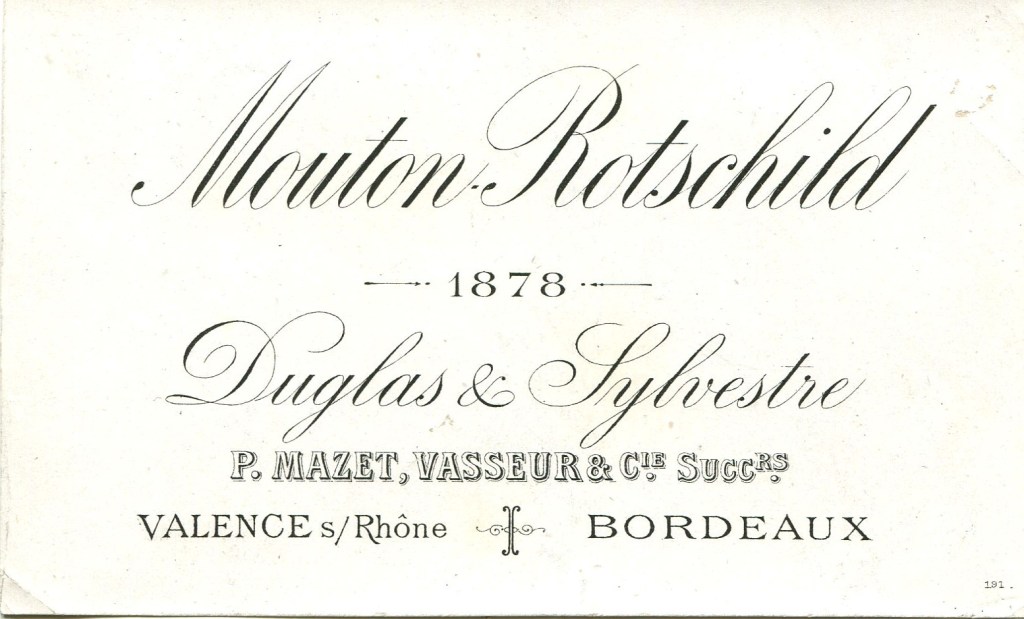 Mouton-Rotschild
1878
Duglas & Sylvestre
P. MAZET, VASSEUR & CIE. SUCCRS.
VALENCE s/Rhône BORDEAUX
191.